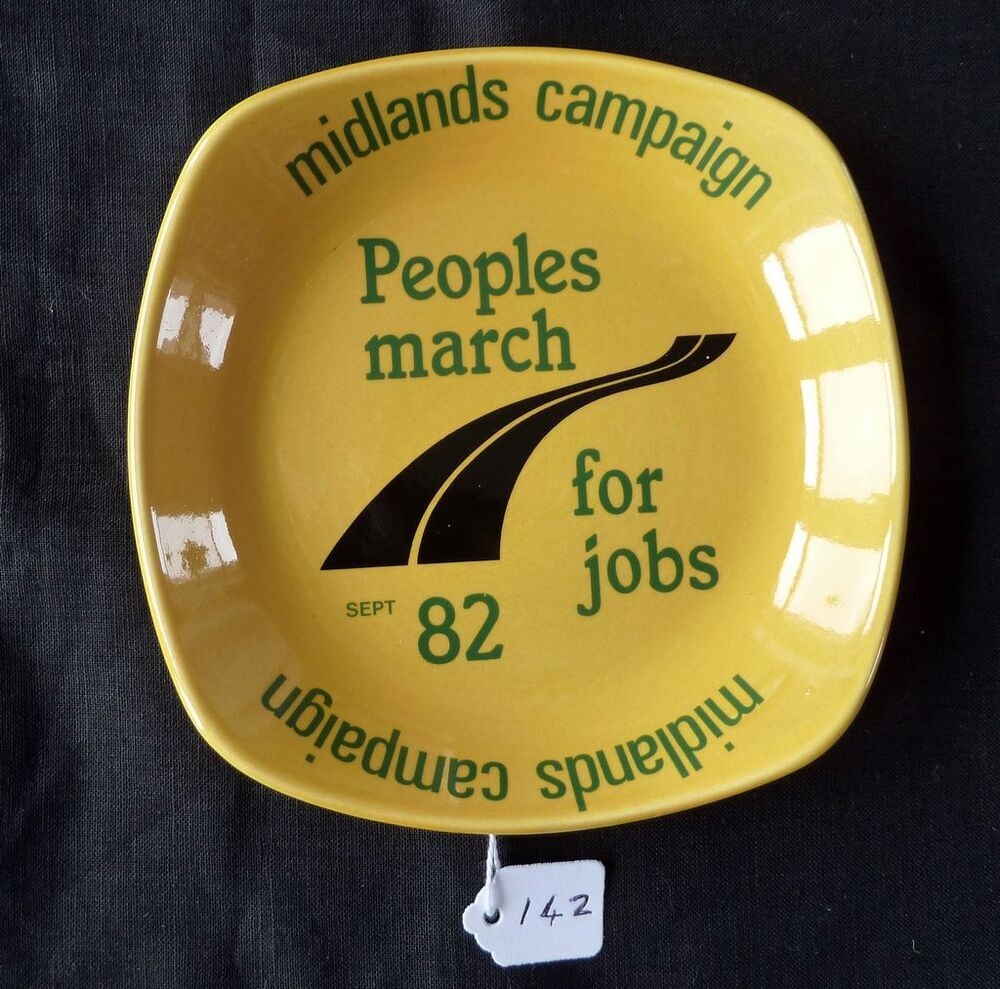 midlands campaign
Peoples
march
for
jobs
SEPT 82
midlands campaign
142